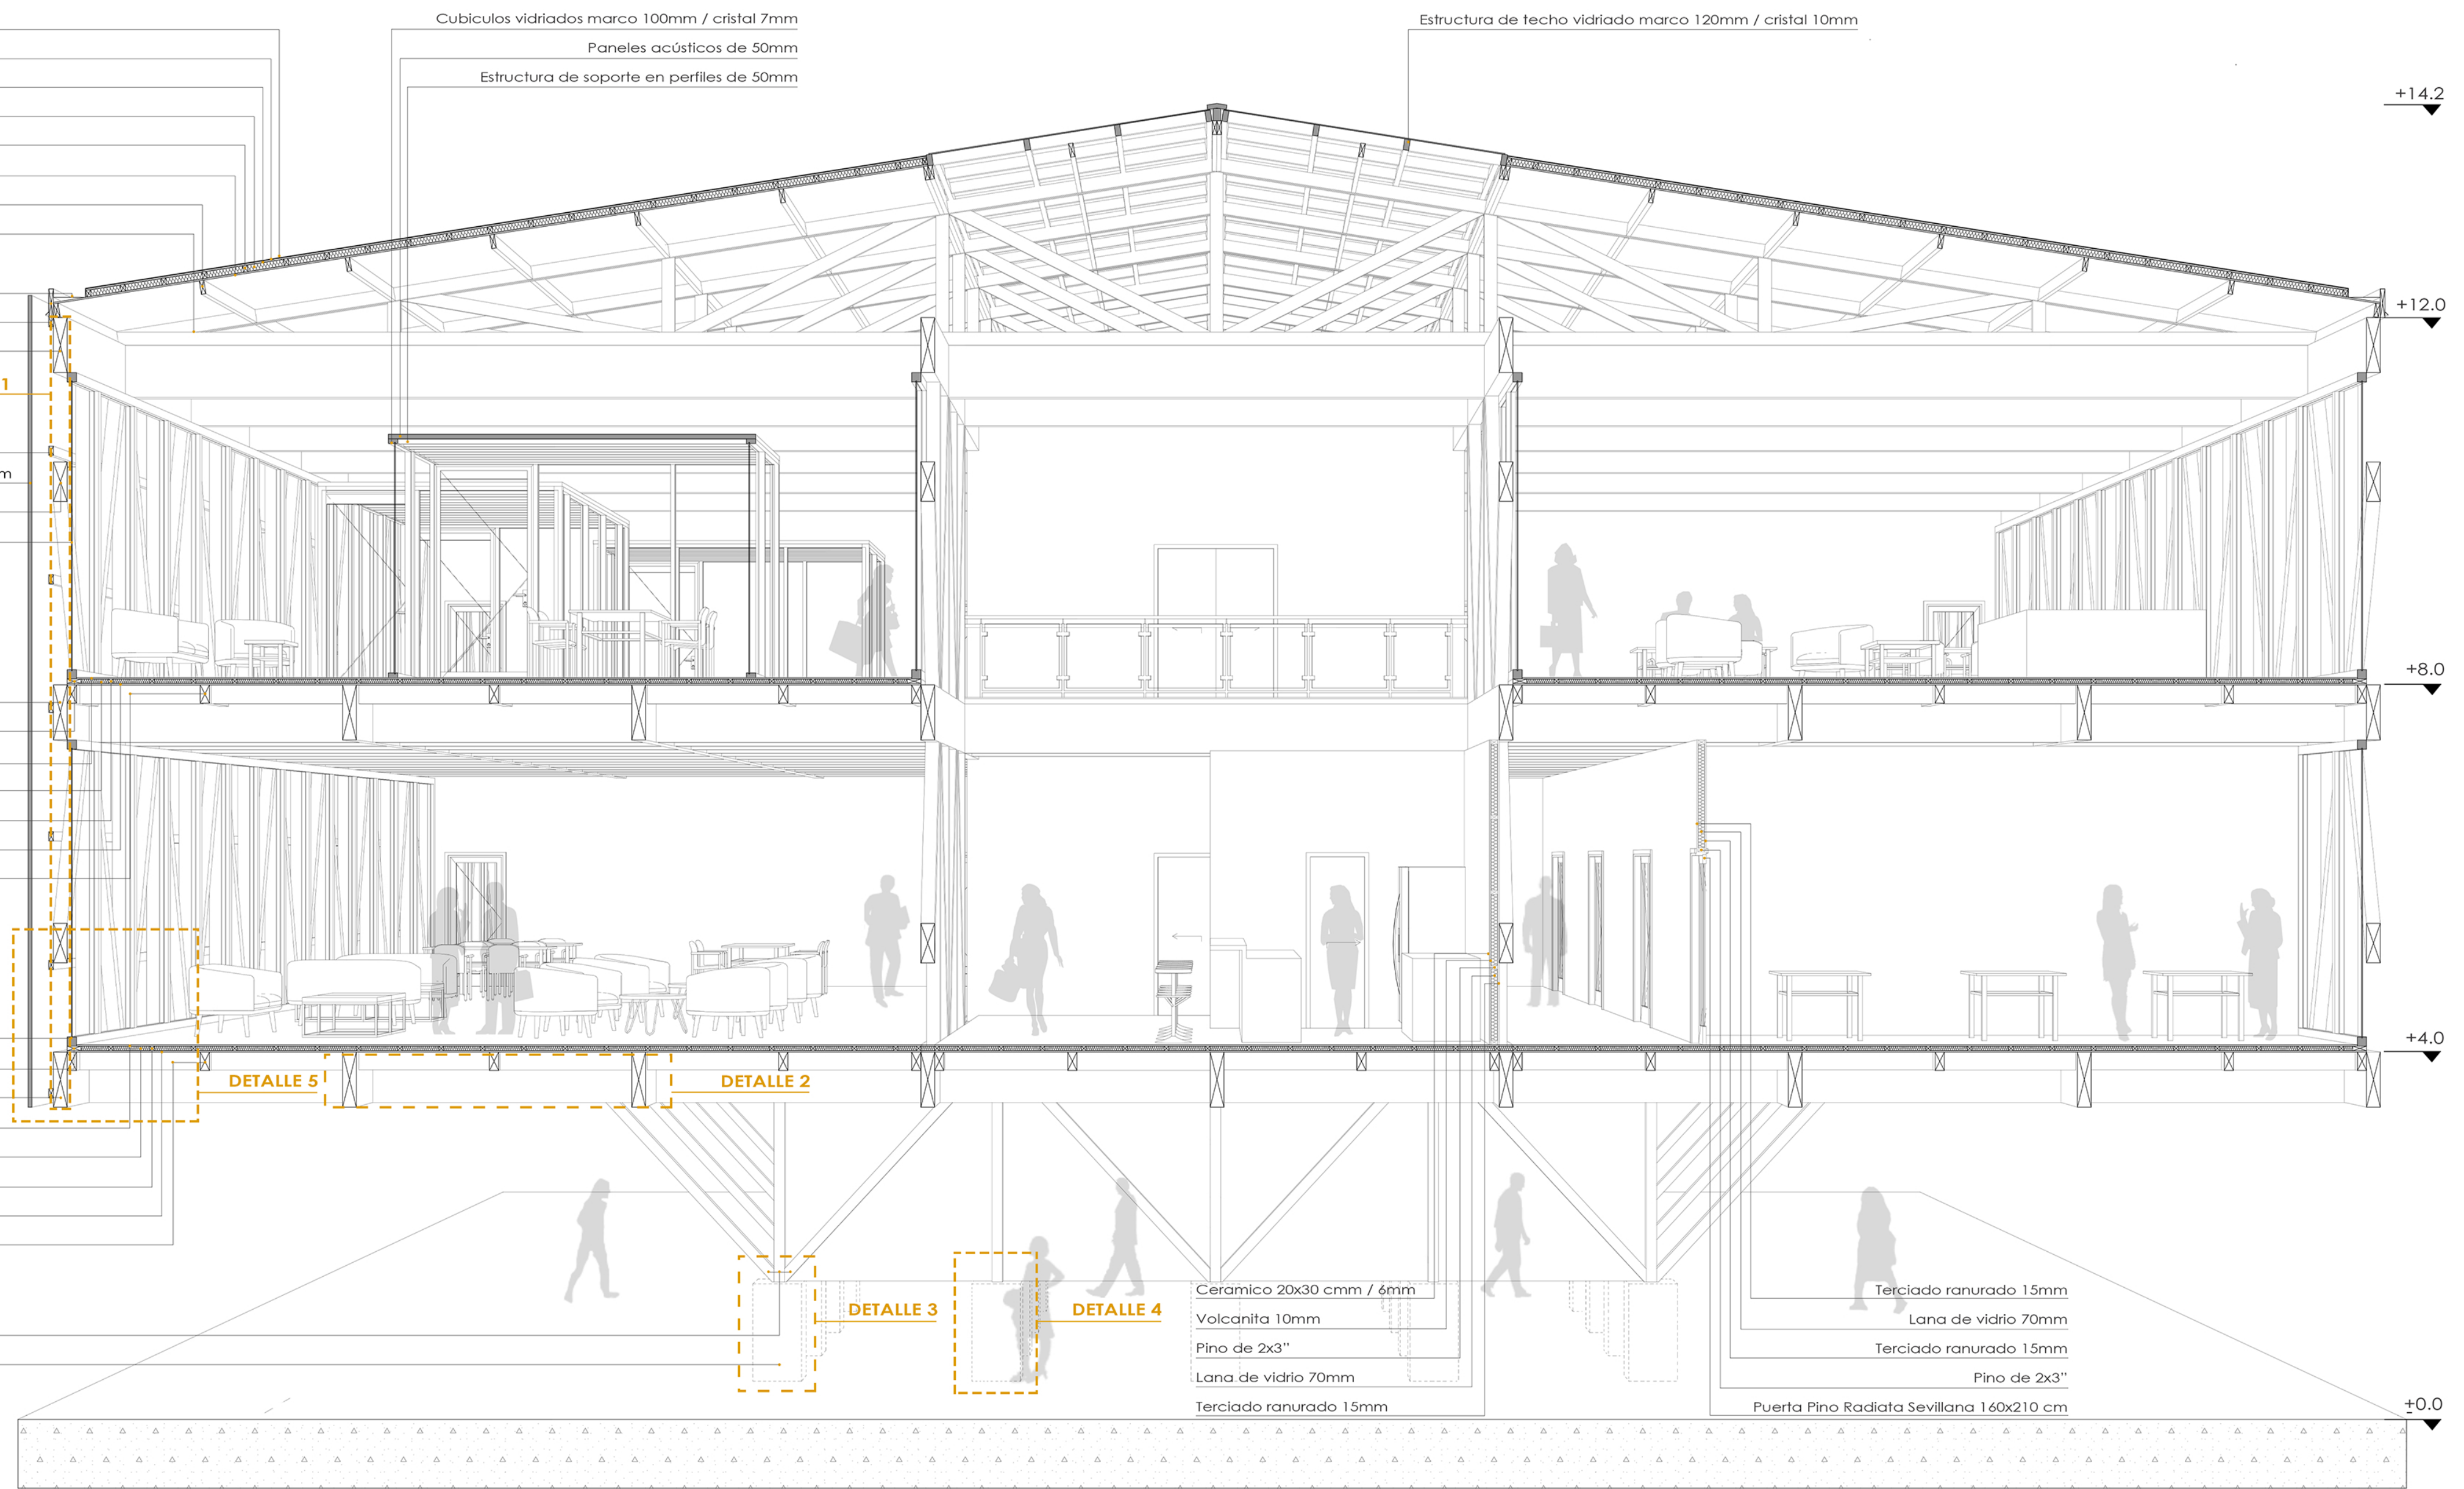 Cubiculos vidriados marco 100mm / cristal 7mm
Paneles acústicos de 50mm
Estructura de soporte en perfiles de 50mm
Estructura de techo vidriado marco 120mm / cristal 10mm
+14.2
+12.0
1
m
+8.0
+4.0
DETALLE 5
DETALLE 2
DETALLE 3
DETALLE 4
Ceramico 20x30 cmm / 6mm
Volcanita 10mm
Pino de 2x3"
Lana de vidrio 70mm
Terciado ranurado 15mm
Terciado ranurado 15mm
Lana de vidrio 70mm
Terciado ranurado 15mm
Pino de 2x3"
Puerta Pino Radiata Sevillana 160x210 cm
±0.0